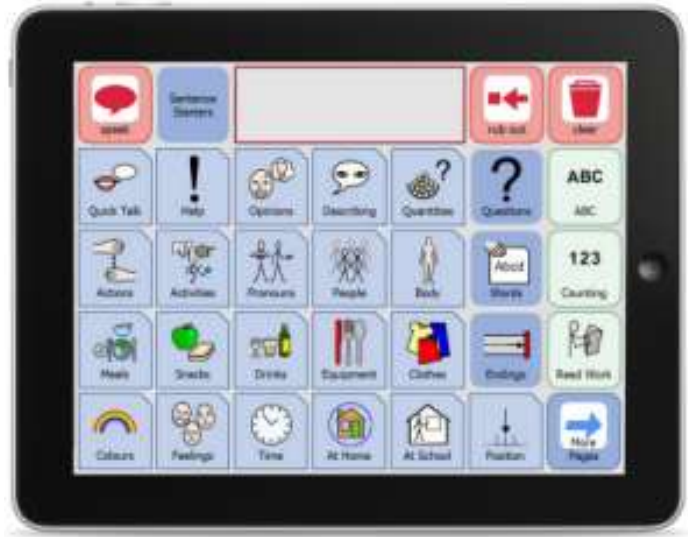 speak
Sentence
Starters
rub out
clear
Quick Talk
Help
Opinions
Describing
Quantities
?
?
Questions
ABC
ABC
Actions
Activities
Pronouns
People
Body
Abcd
Words
123
Counting
Meals
Snacks
Drinks
Equipment
Clothes
Endings
Read Work
Colours
Feelings
Time
At Home
At School
Position
More
Pages